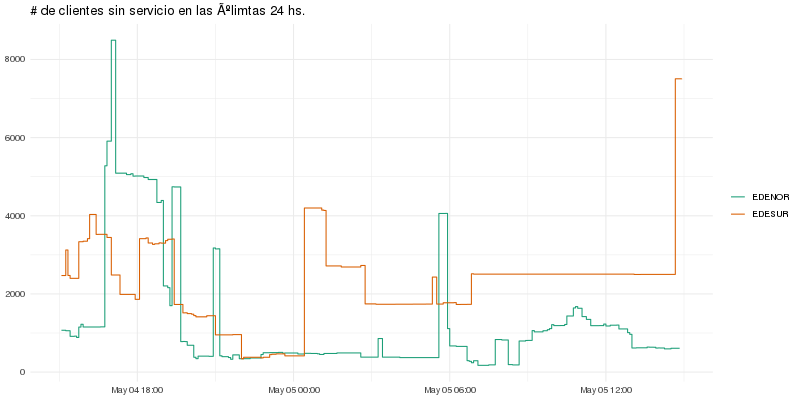 # de clientes sin servicio en las Ãºlimtas 24 hs.
8000
6000
4000
2000
0
May 04 18:00
May 05 00:00
May 05 06:00
May 05 12:00
EDENOR
EDESUR